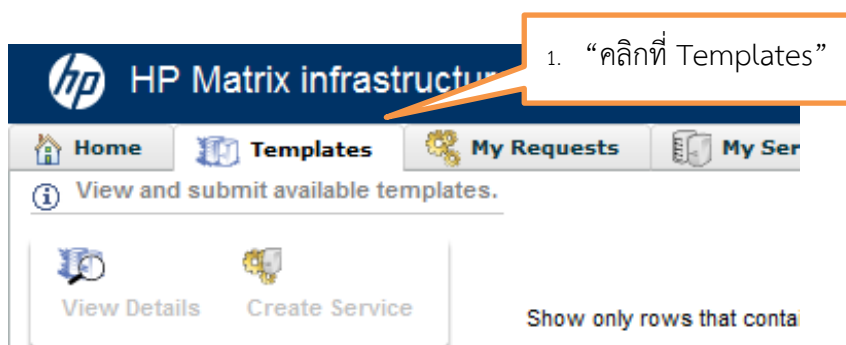 1. “คลิกที่ Templates”
hp HP Matrix infrastructur
Home Templates My Requests My Ser
View and submit available templates.
View Details Create Service
Show only rows that contai